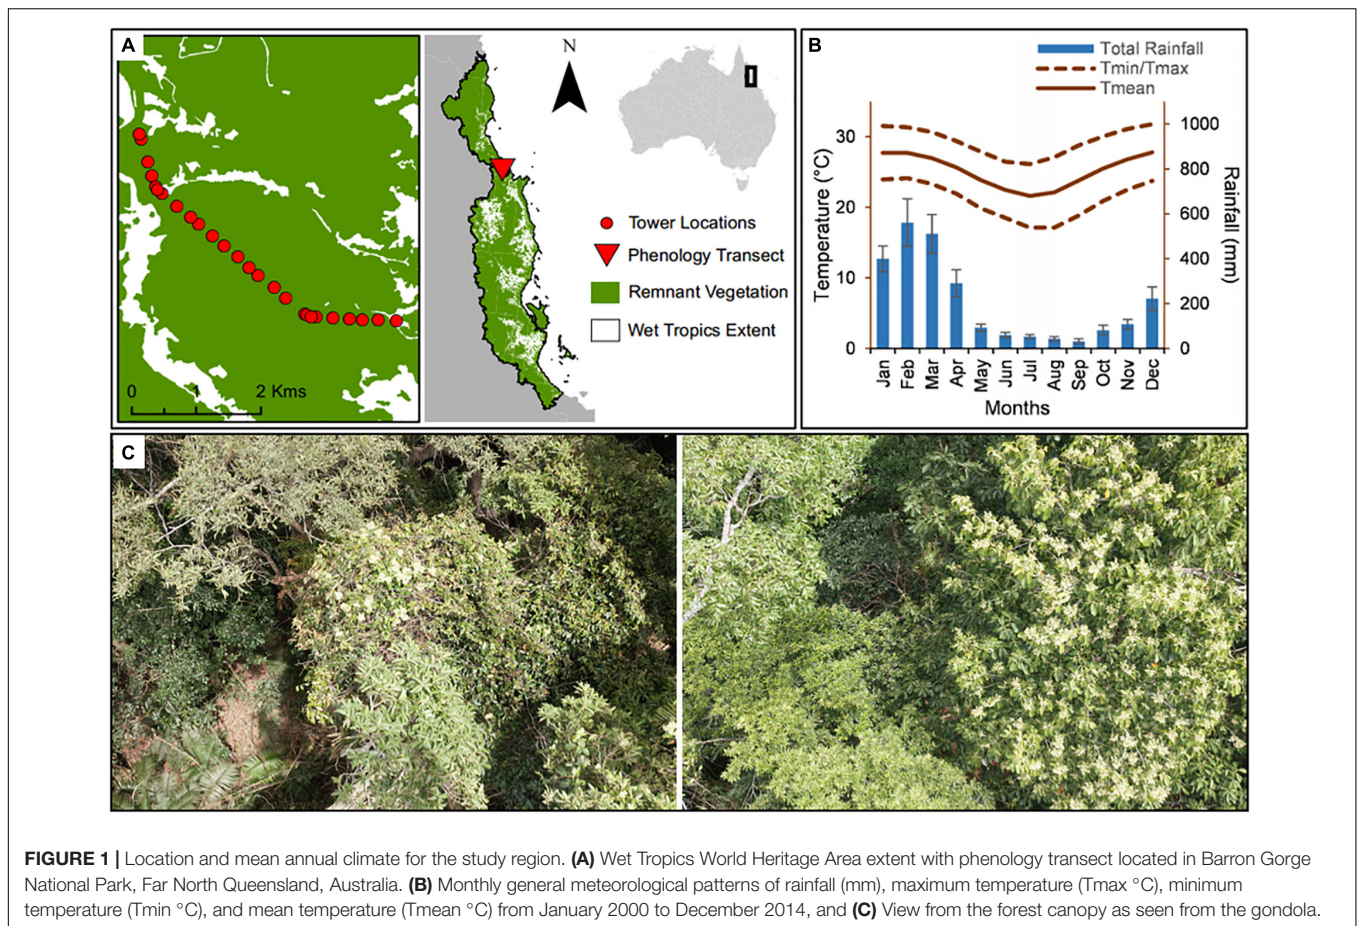 A
N
Tower Locations
Phenology Transect
Remnant Vegetation
Wet Tropics Extent
0 1 2 Kms
B
Total Rainfall
Tmin/Tmax
Tmean
Temperature (°C)
30
20
10
0
1000
800
600
400
200
0
Rainfall (mm)
Jan Feb Mar Apr May Jun Jul Aug Sep Oct Nov Dec
Months
C
FIGURE 1 | Location and mean annual climate for the study region. (A) Wet Tropics World Heritage Area extent with phenology transect located in Barron Gorge
National Park, Far North Queensland, Australia. (B) Monthly general meteorological patterns of rainfall (mm), maximum temperature (Tmax °C), minimum
temperature (Tmin °C), and mean temperature (Tmean °C) from January 2000 to December 2014, and (C) View from the forest canopy as seen from the gondola.